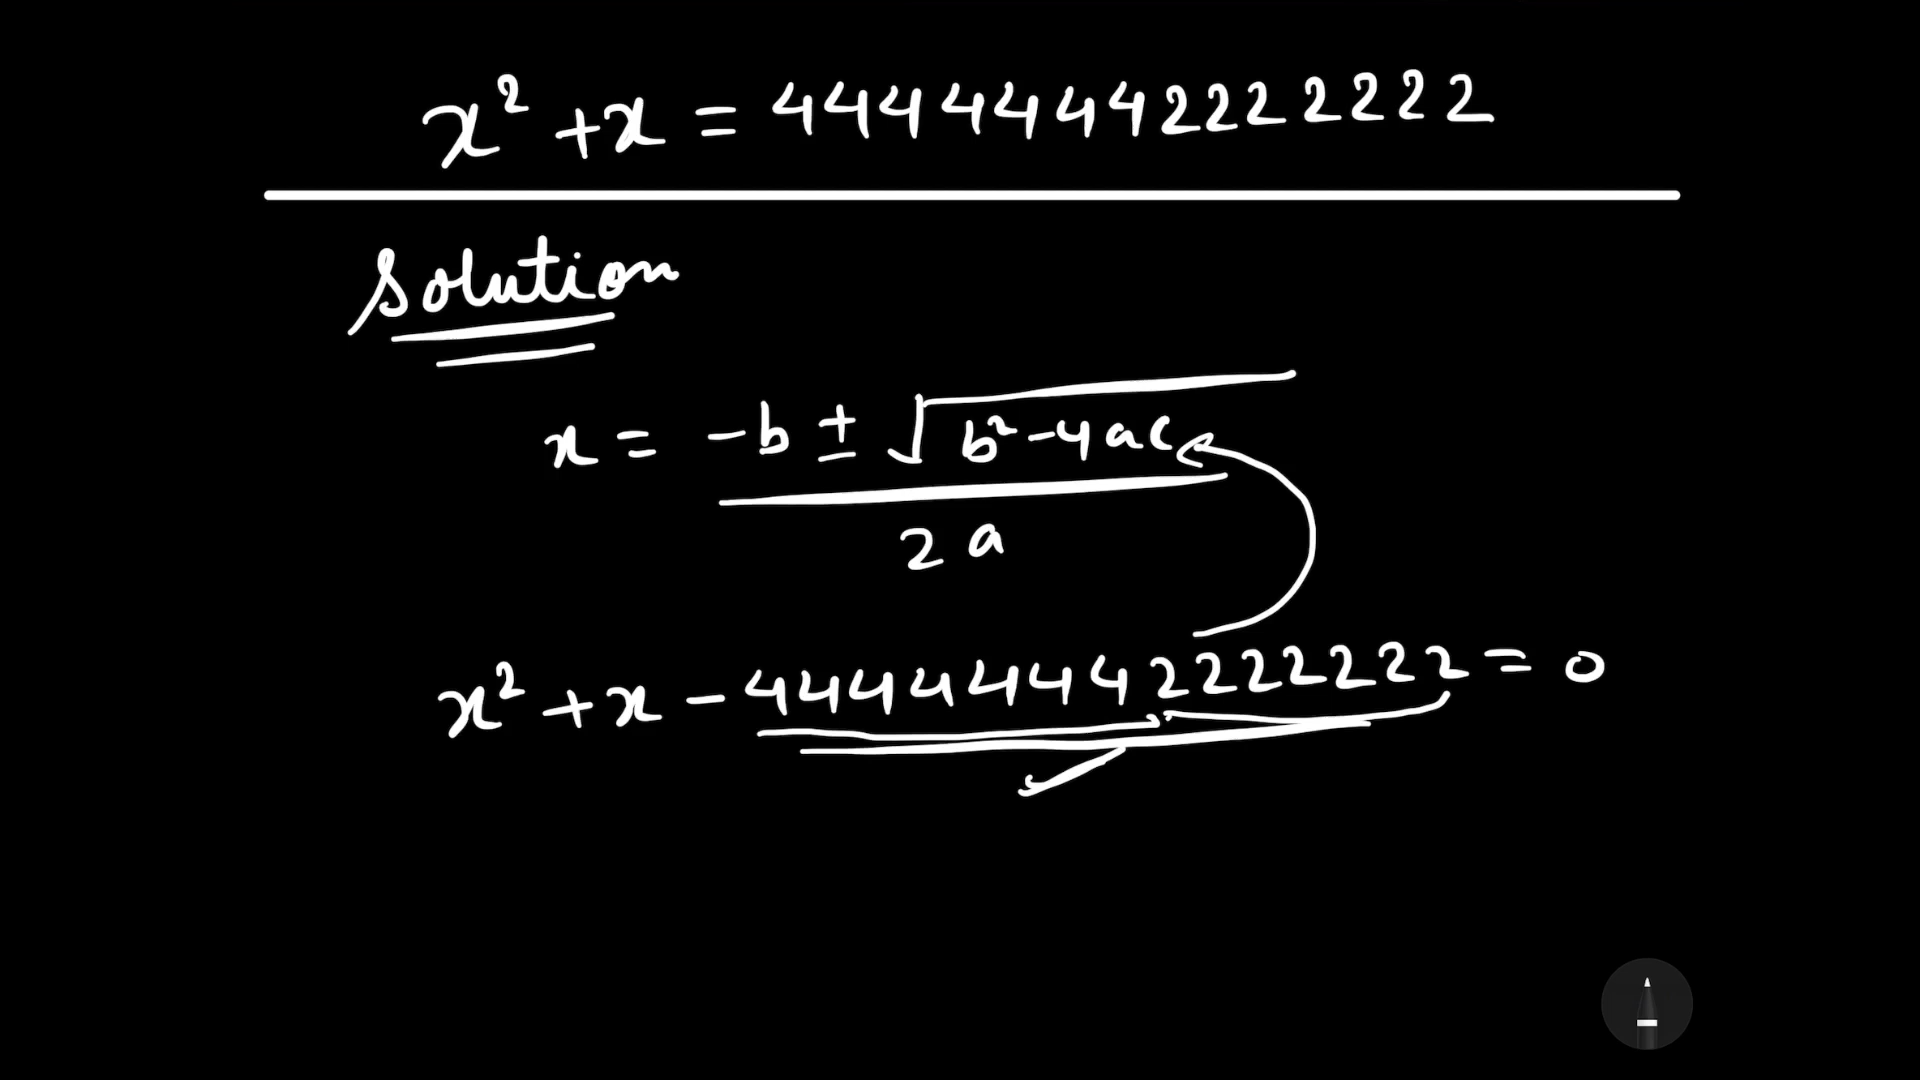 x² + x = 44444442222222
Solution
x = -b ± √(b² - 4ac) / 2a
x² + x - 44444442222222 = 0